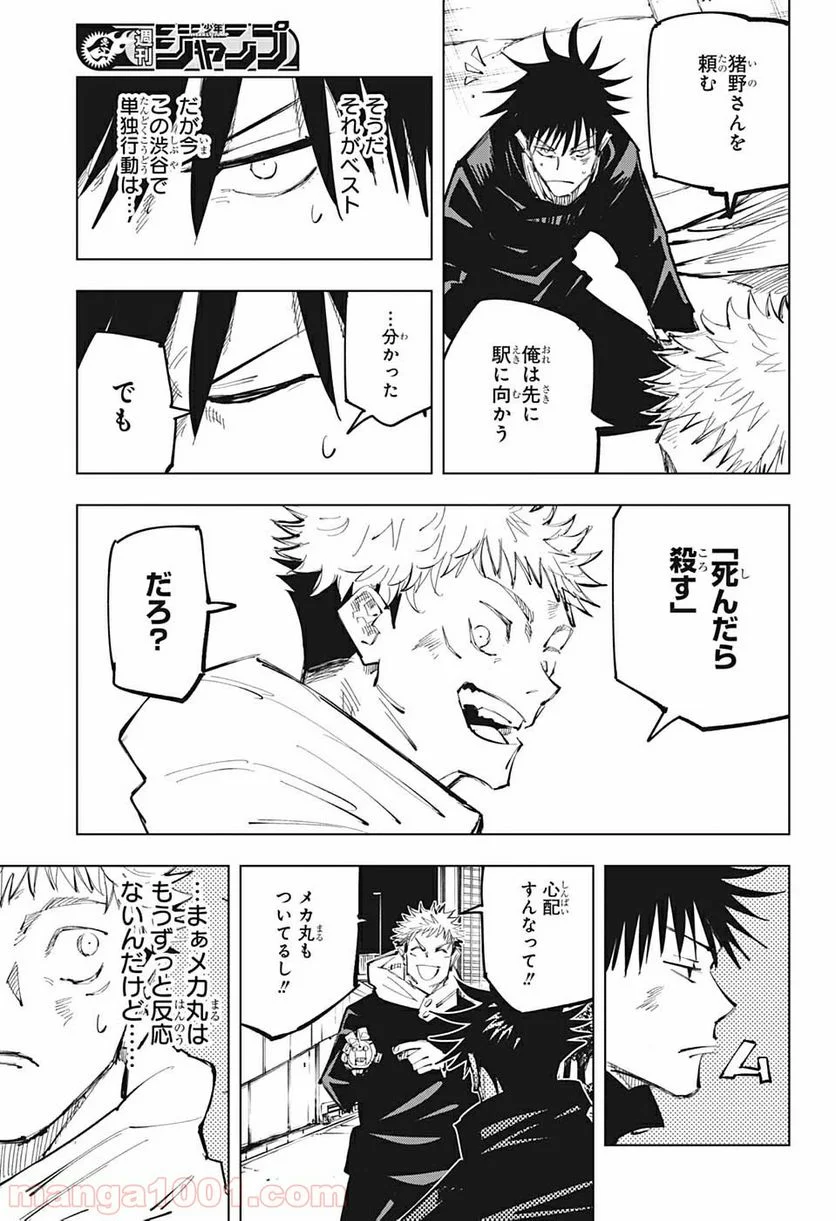 猪野さんを
頼む
俺は先に
駅に向かう
週刊
少年
ジャンプ
そうだ
それがベスト
だが今
この渋谷で
単独行動は…
…分かった
でも
「死んだら
殺す」
だろ？
ム
心配
すんなって!!
メカ丸も
ついてるし!!
…まぁメカ丸は
もうずっと反応
ないんだけど……
manga1001.com